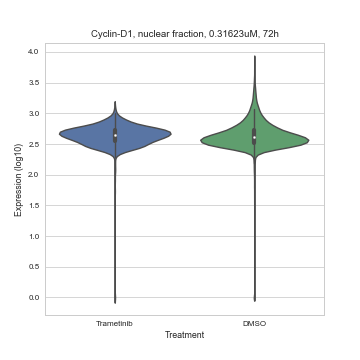 Cyclin-D1, nuclear fraction, 0.31623uM, 72h
4.0
3.5
3.0
2.5
2.0
1.5
1.0
0.5
0.0
Expression (log10)
Trametinib DMSO
Treatment